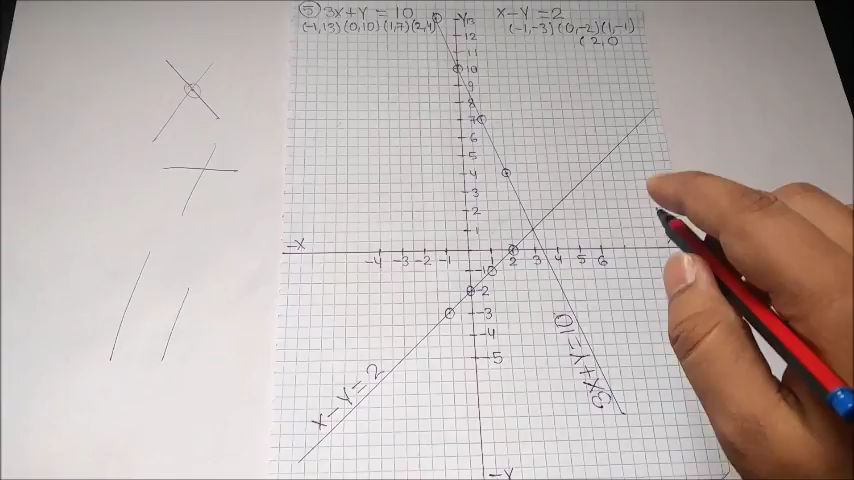 ⑤ 3X+Y = 10
X-Y = 2
(-1,13) (0,10) (1,7) (2,4)
(-1,-3) (0,-2) (1,-1)
(2,0
Y
13
12
11
10
9
8
7
6
5
4
3
2
1
-X
-4 -3 -2 -1 1 2 3 4 5 6
-1
-2
-3
-4
-5
-Y
X-Y=2
3X+Y=10